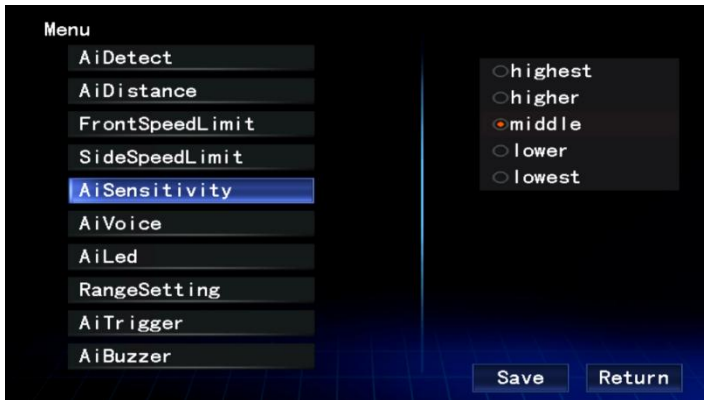 Menu
AiDetect
AiDistance
FrontSpeedLimit
SideSpeedLimit
AiSensitivity
AiVoice
AiLed
RangeSetting
AiTrigger
AiBuzzer
highest
higher
middle
lower
lowest
Save
Return